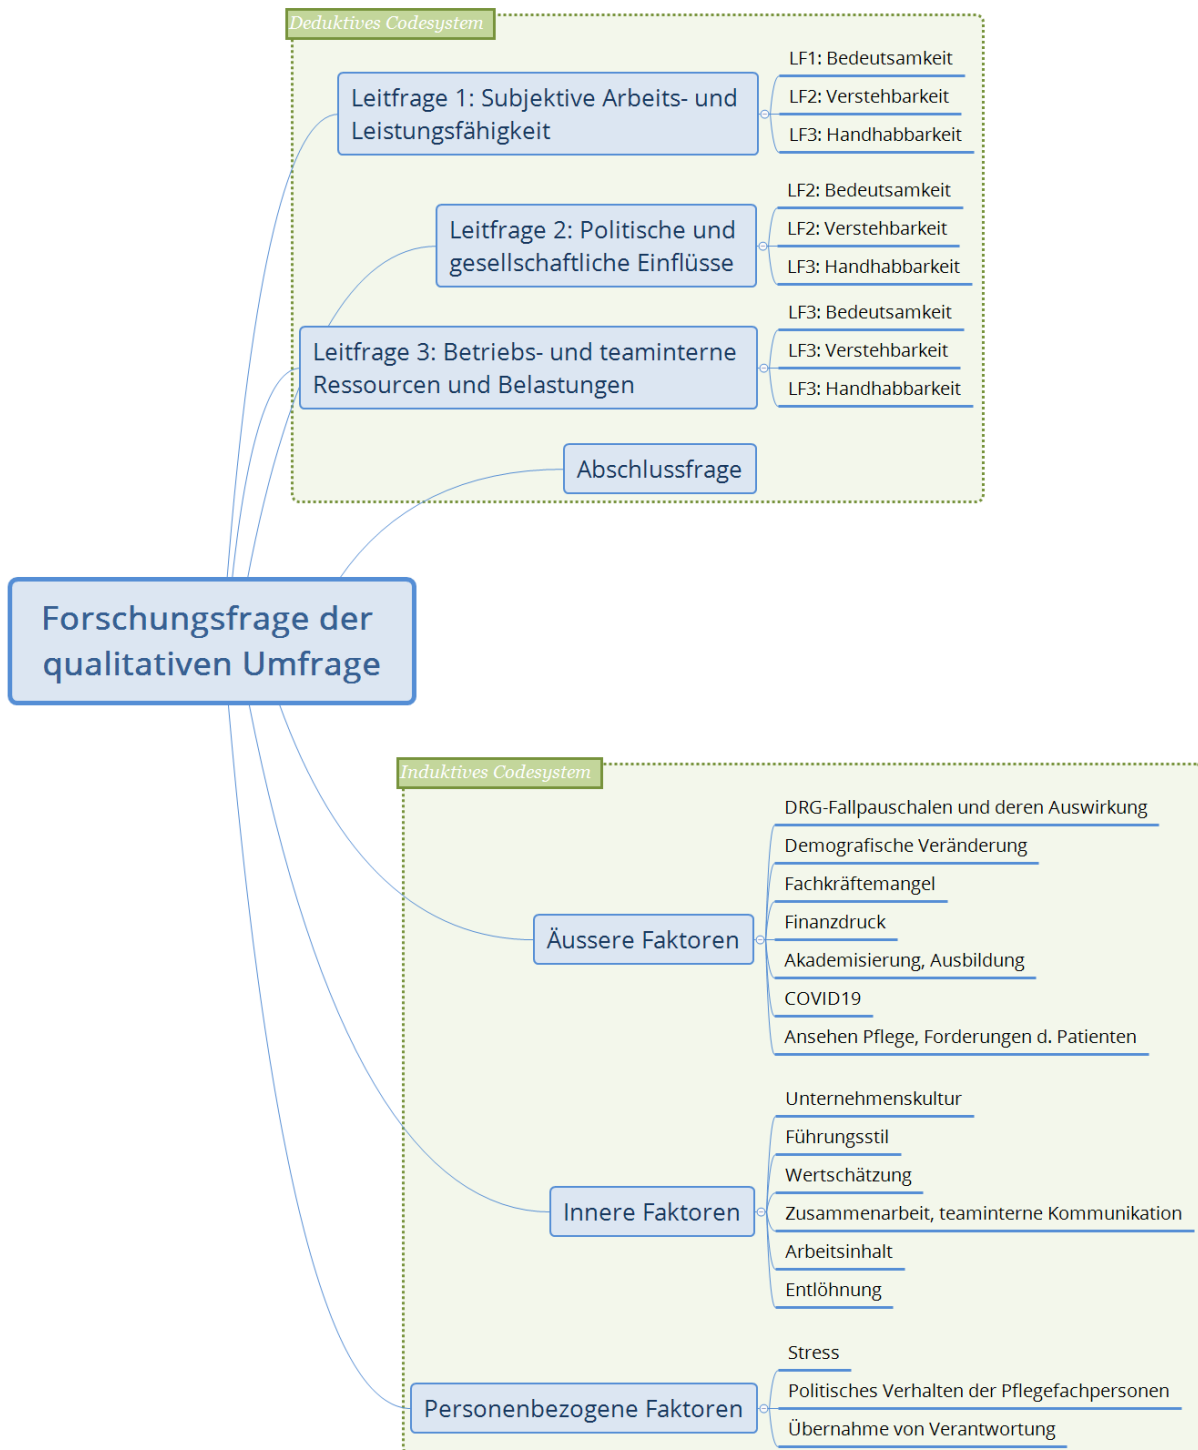 Deduktives Codesystem
Leitfrage 1: Subjektive Arbeits- und
Leistungsfähigkeit
LF1: Bedeutsamkeit
LF2: Verstehbarkeit
LF3: Handhabbarkeit
Leitfrage 2: Politische und
gesellschaftliche Einflüsse
LF2: Bedeutsamkeit
LF2: Verstehbarkeit
LF3: Handhabbarkeit
Leitfrage 3: Betriebs- und teaminterne
Ressourcen und Belastungen
LF3: Bedeutsamkeit
LF3: Verstehbarkeit
LF3: Handhabbarkeit
Abschlussfrage
Forschungsfrage der
qualitativen Umfrage
Induktives Codesystem
Äussere Faktoren
DRG-Fallpauschalen und deren Auswirkung
Demografische Veränderung
Fachkräftemangel
Finanzdruck
Akademisierung, Ausbildung
COVID19
Ansehen Pflege, Forderungen d. Patienten
Innere Faktoren
Unternehmenskultur
Führungsstil
Wertschätzung
Zusammenarbeit, teaminterne Kommunikation
Arbeitsinhalt
Entlöhnung
Personenbezogene Faktoren
Stress
Politisches Verhalten der Pflegefachpersonen
Übernahme von Verantwortung